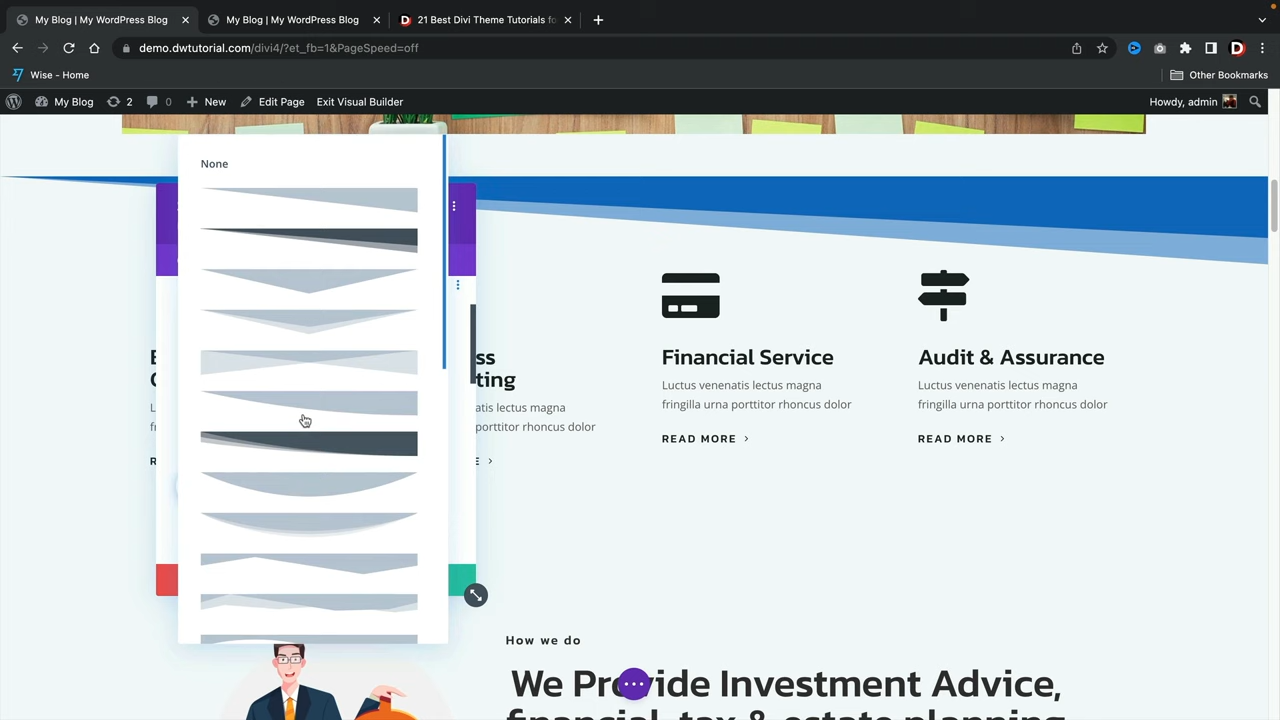 My Blog | My WordPress Blog
My Blog | My WordPress Blog
21 Best Divi Theme Tutorials fo
demo.dwtutorial.com/divi4/?et_fb=1&PageSpeed=off
Wise - Home
Other Bookmarks
My Blog
2
0
New
Edit Page
Exit Visual Builder
Howdy, admin
None
ss
ting
atis lectus magna
porttitor rhoncus dolor
Financial Service
Luctus venenatis lectus magna
fringilla urna porttitor rhoncus dolor
READ MORE
Audit & Assurance
Luctus venenatis lectus magna
fringilla urna porttitor rhoncus dolor
READ MORE
How we do
We Provide Investment Advice,
financial, tax & estate planning